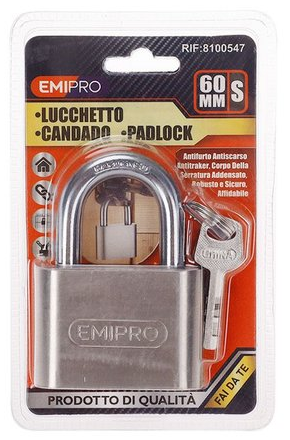 RIF:8100547
EMIPRO
60
MM
S
•LUCCHETTO
•CANDADO •PADLOCK
Antifurto Antiscarso
Antitraker, Corpo Della
Serratura Addensato,
Robusto e Sicuro,
Affidabile
EMIPRO
PRODOTTO DI QUALITÀ
FAI DA TE